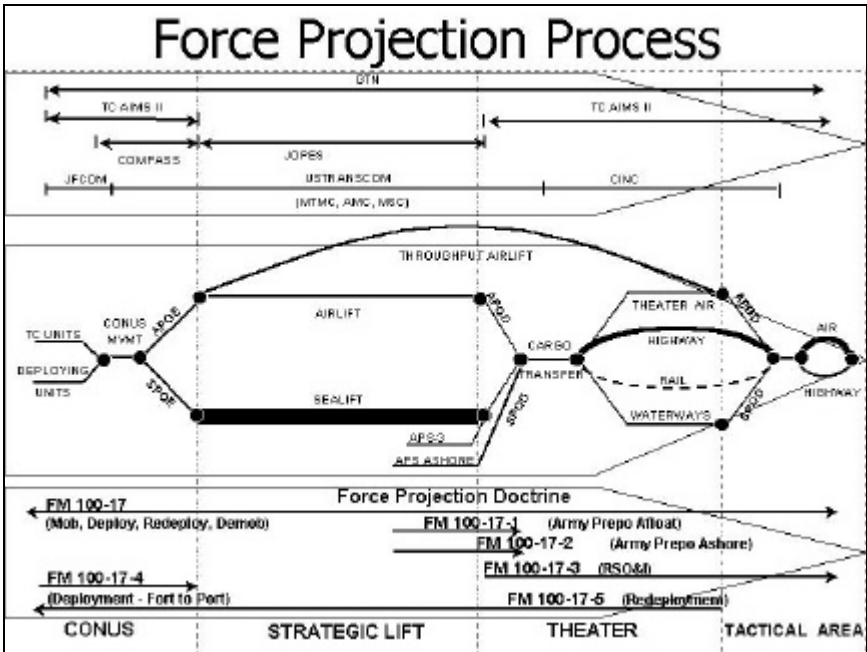 Force Projection Process
GTN
TC AIMS II
TC AIMS II
COMPASS
JOPES
JFCOM
USTRANSCOM
CINC
(MTMC, AMC, MSC)
THROUGHPUT AIRLIFT
APOE
AIRLIFT
APOD
THEATER AIR
APOD
AIR
TC UNITS
CONUS
MVMT
CARGO
TRANSFER
HIGHWAY
DEPLOYING
UNITS
RAIL
HIGHWAY
SPOE
SEALIFT
SPOD
WATERWAYS
SPOD
APS-3
APS ASHORE
Force Projection Doctrine
FM 100-17
(Mob, Deploy, Redeploy, Demob)
FM 100-17-1 (Army Prepo Afloat)
FM 100-17-2 (Army Prepo Ashore)
FM 100-17-3 (RSO&I)
FM 100-17-4
(Deployment - Fort to Port)
FM 100-17-5 (Redeployment)
CONUS STRATEGIC LIFT THEATER TACTICAL AREA